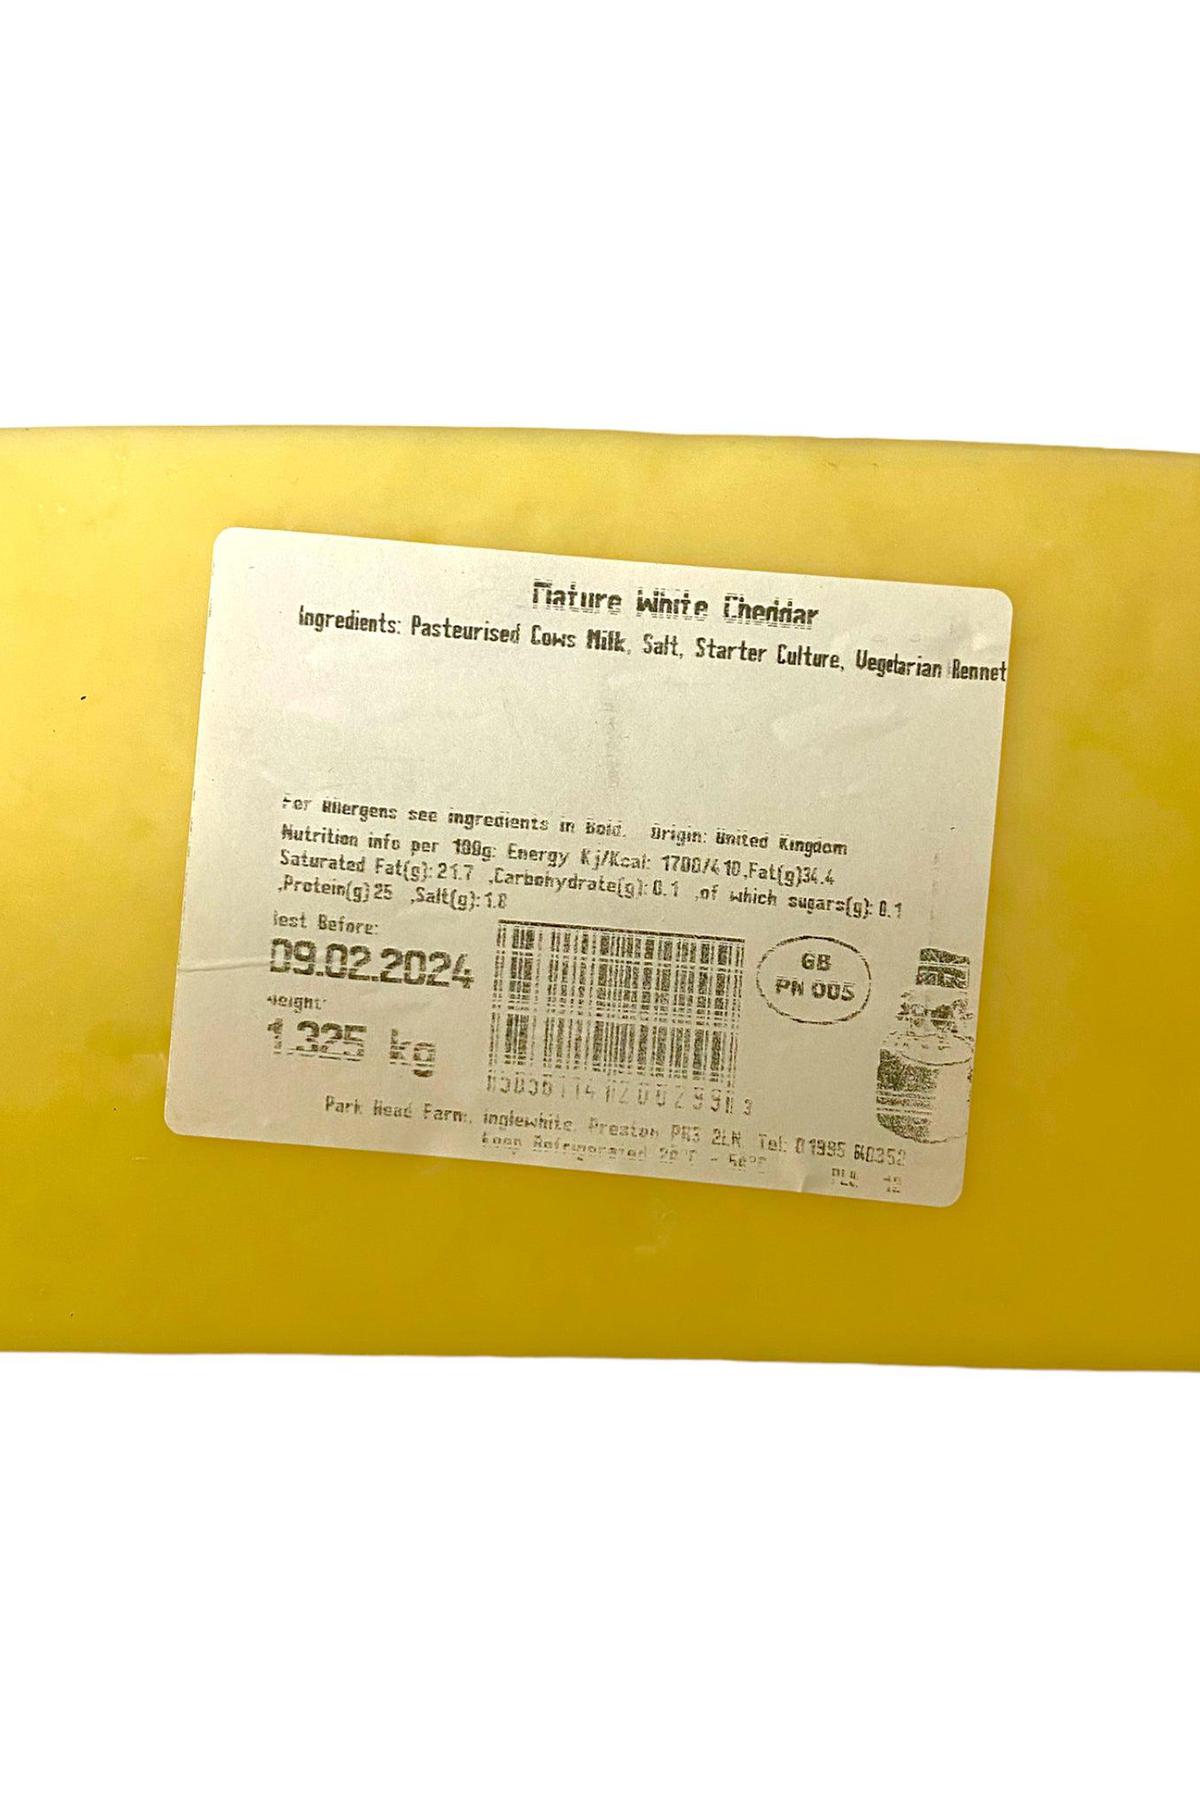 Mature White Cheddar
Ingredients: Pasteurised Cows Milk, Salt, Starter Culture, Vegetarian Rennet
For Allergens see ingredients in Bold. Origin: United Kingdom
Nutrition info per 100g: Energy Kj/Kcal: 1700/410,Fat(g)34.4
Saturated Fat(g): 21.7 ,Carbohydrate(g): 0.1 ,of which sugars(g): 0.1
,Protein(g) 25 ,Salt(g): 1.8
Best Before:
09.02.2024
Weight:
1.325 kg
GB
PN 005
Park Head Farm, Inglewhite, Preston PR3 2LN Tel: 01995
Keep Refrigerated
PLU 12